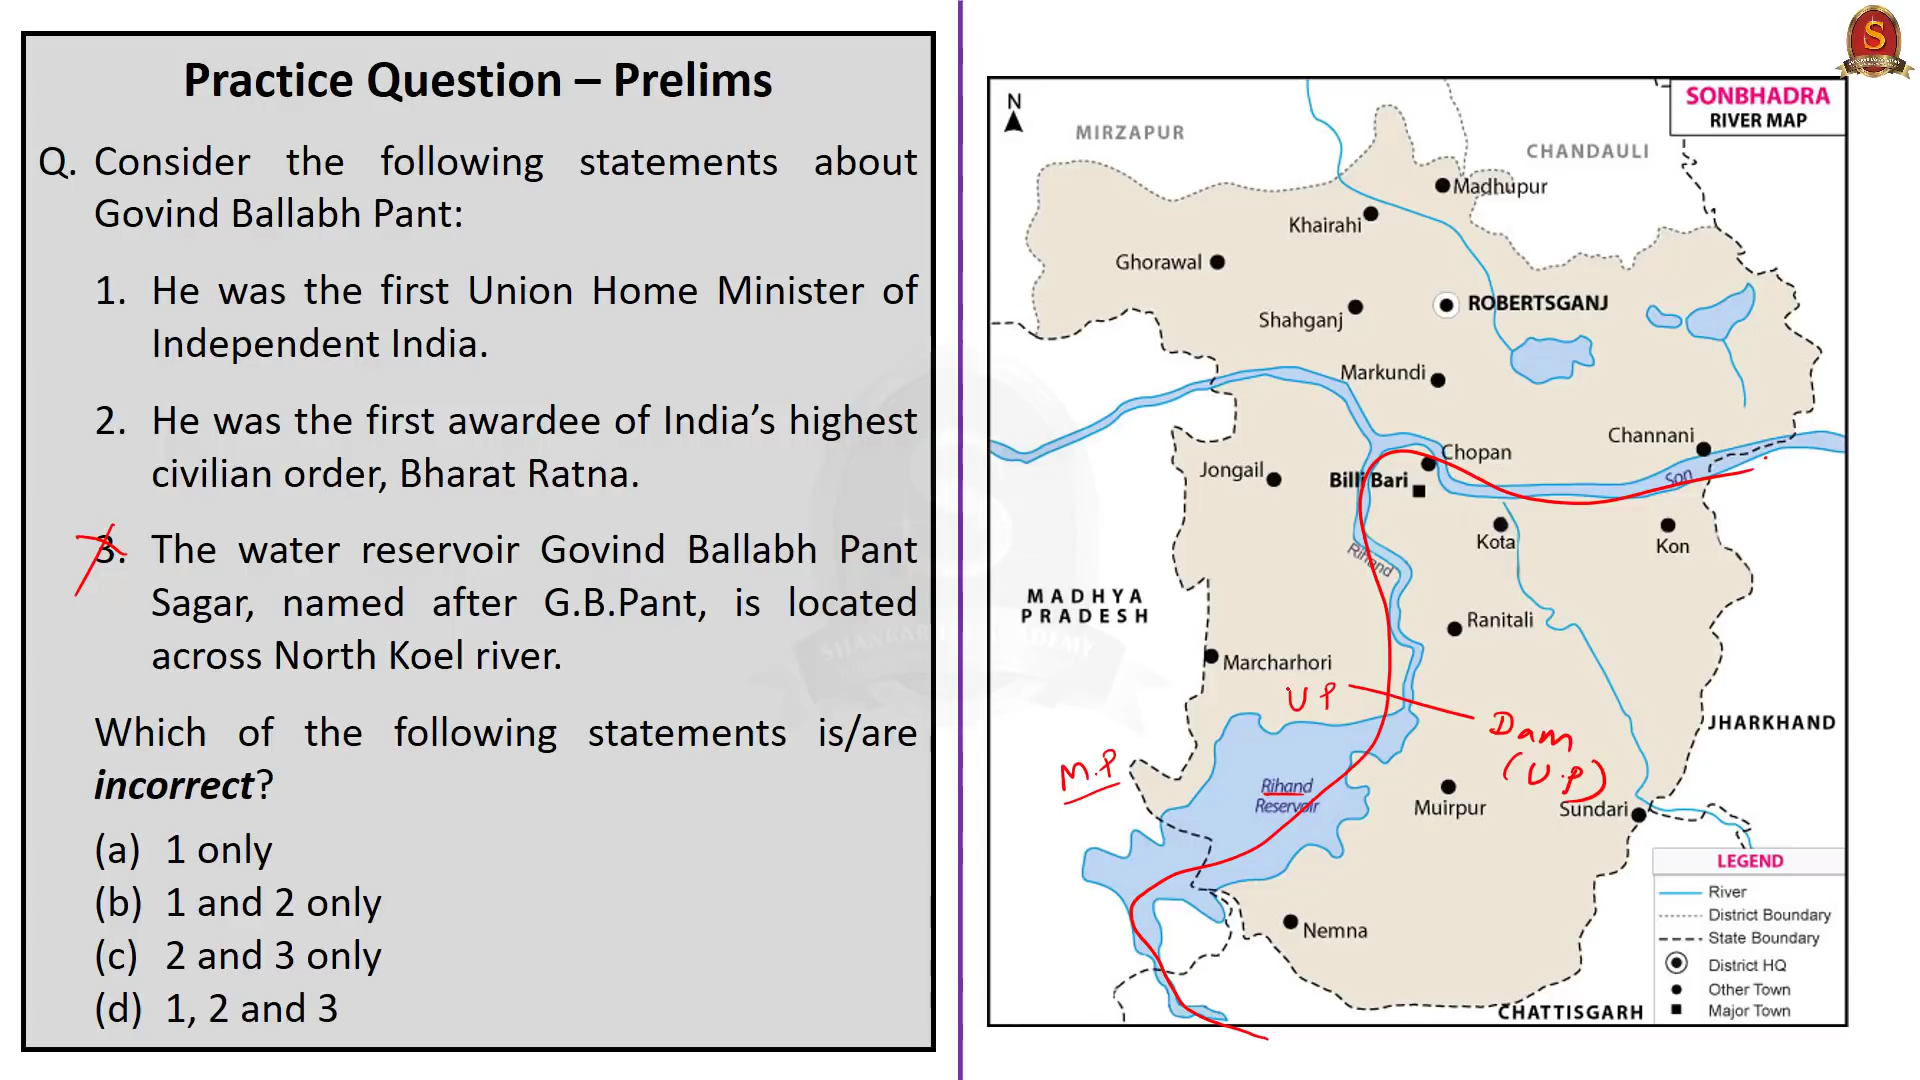 Practice Question – Prelims
Q. Consider the following statements about
Govind Ballabh Pant:
1. He was the first Union Home Minister of
Independent India.
2. He was the first awardee of India’s highest
civilian order, Bharat Ratna.
3. The water reservoir Govind Ballabh Pant
Sagar, named after G.B.Pant, is located
across North Koel river.
Which of the following statements is/are
incorrect?
(a) 1 only
(b) 1 and 2 only
(c) 2 and 3 only
(d) 1, 2 and 3
S
SONBHADRA
RIVER MAP
N
MIRZAPUR
CHANDAULI
Madhupur
Khairahi
Ghorawal
ROBERTSGANJ
Shahganj
Markundi
Channani
Chopan
Jongail
Billi Bari
Son
Kota
Kon
Rihand
MADHYA
PRADESH
Ranitali
Marcharhori
UP
Dam
(U.P)
JHARKHAND
M.P
Rihand
Reservoir
Muirpur
Sundari
Nemna
CHATTISGARH
LEGEND
River
District Boundary
State Boundary
District HQ
Other Town
Major Town